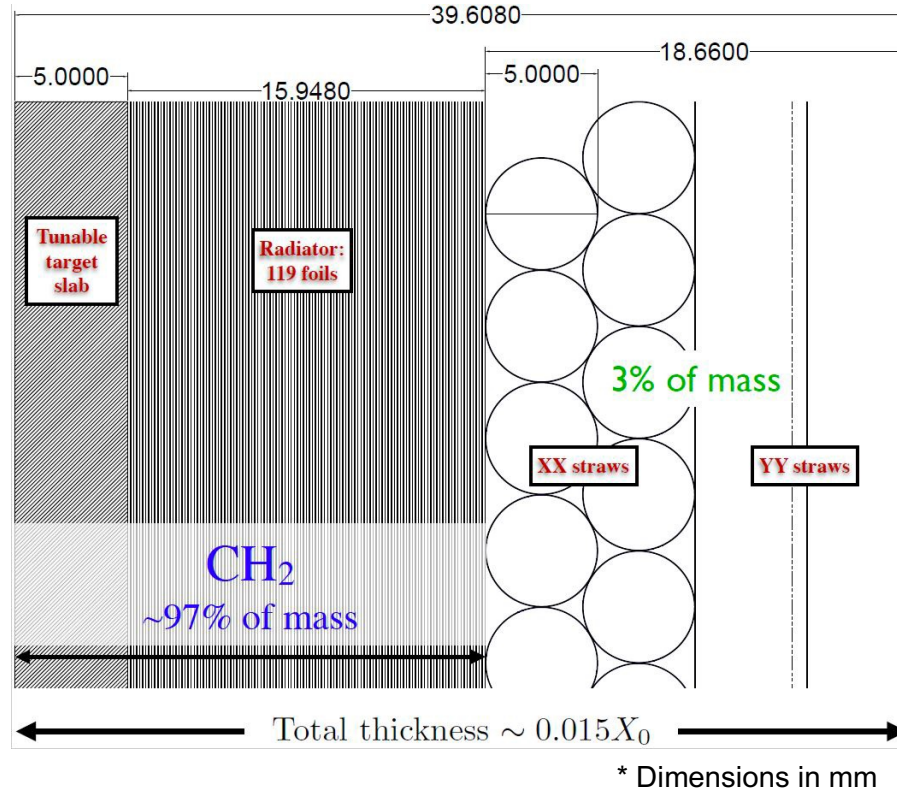 39.6080
18.6600
5.0000
5.0000
15.9480
Tunable
target
slab
Radiator:
119 foils
3% of mass
XX straws
YY straws
CH₂
~97% of mass
Total thickness ∼ 0.015X₀
* Dimensions in mm